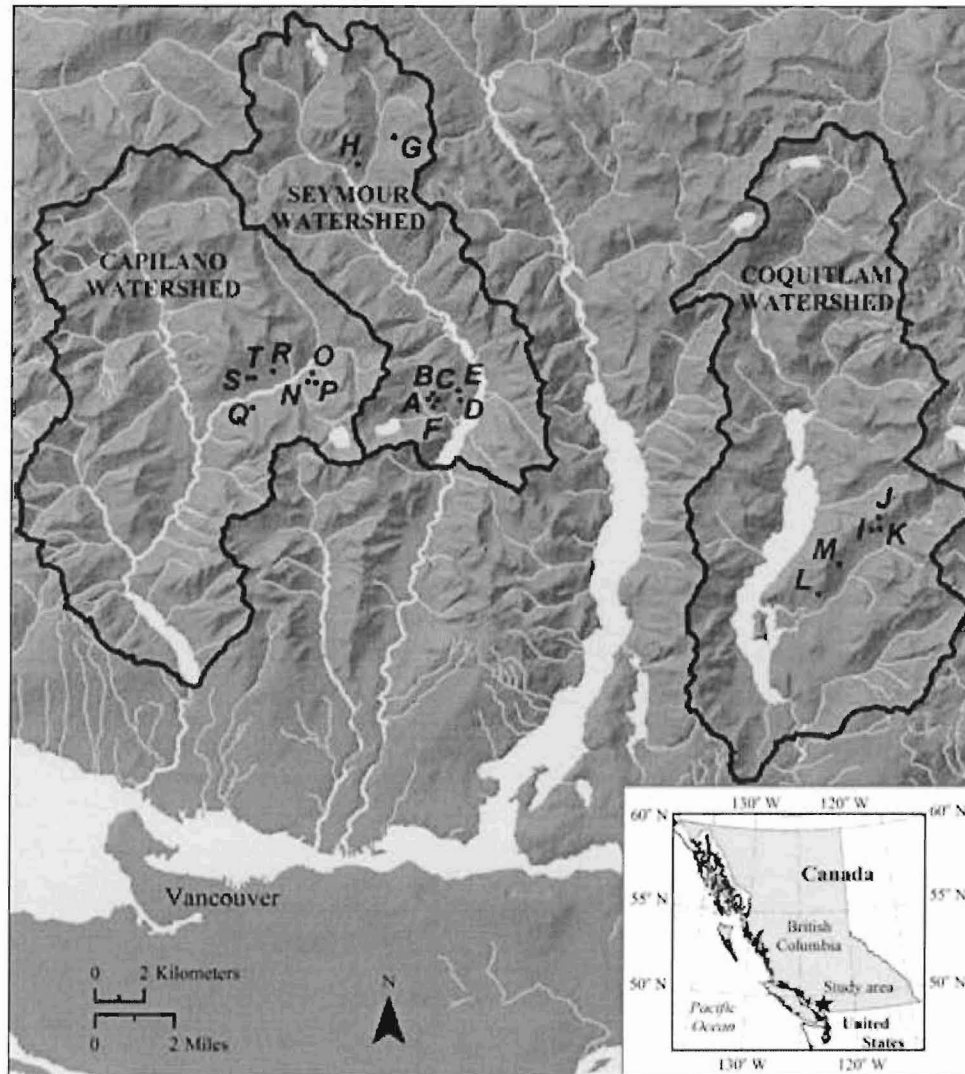 H
G
SEYMOUR
WATERSHED
CAPILANO
WATERSHED
COQUITLAM
WATERSHED
T R O
S N P
Q
B C E
A D
F
J
I K
M
L
Vancouver
0 2 Kilometers
0 2 Miles
N
130° W 120° W
60° N 60° N
Canada
55° N 55° N
British
Columbia
50° N Study area 50° N
Pacific
Ocean
United
States
130° W 120° W